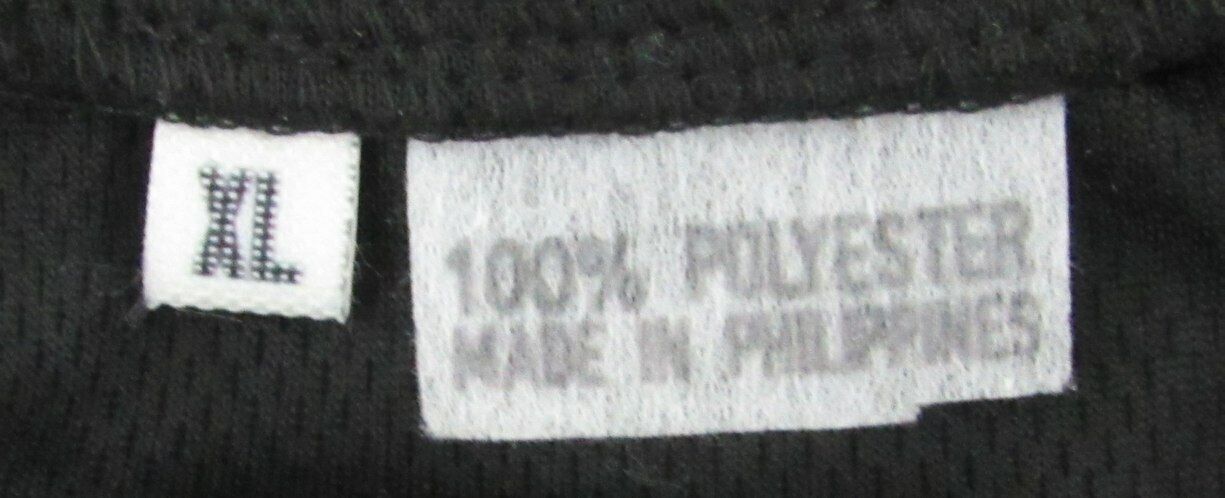 XL
100% POLYESTER
MADE IN PHILIPPINES